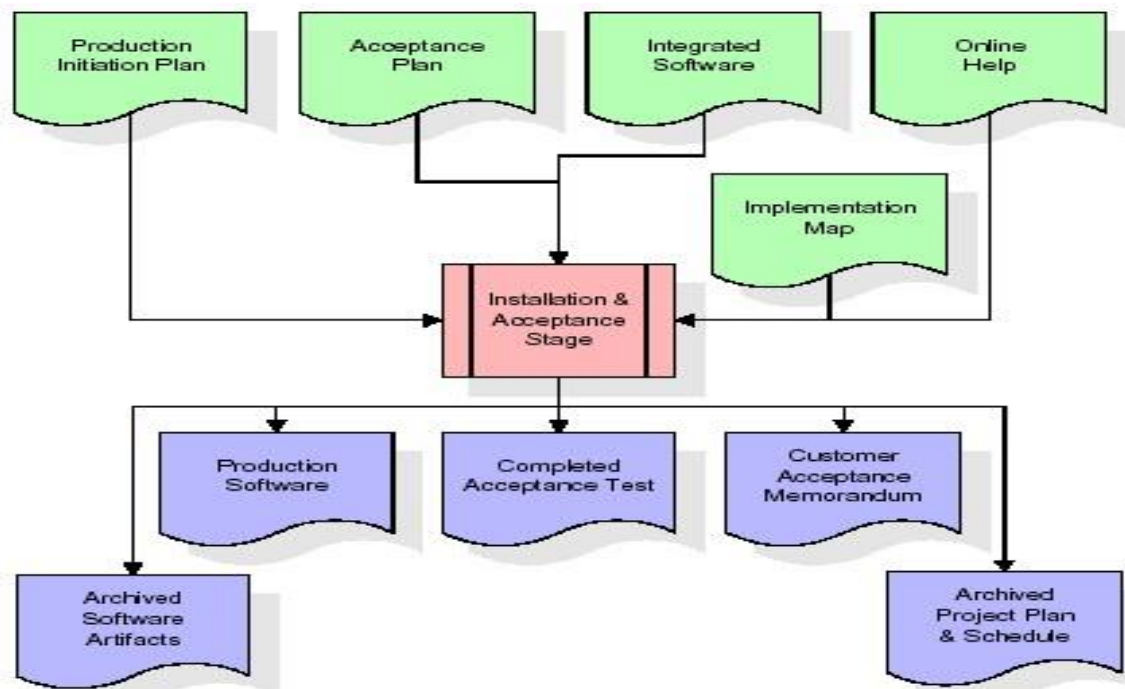 Production
Initiation Plan
Acceptance
Plan
Integrated
Software
Online
Help
Implementation
Map
Installation &
Acceptance
Stage
Production
Software
Completed
Acceptance Test
Customer
Acceptance
Memorandum
Archived
Software
Artifacts
Archived
Project Plan
& Schedule